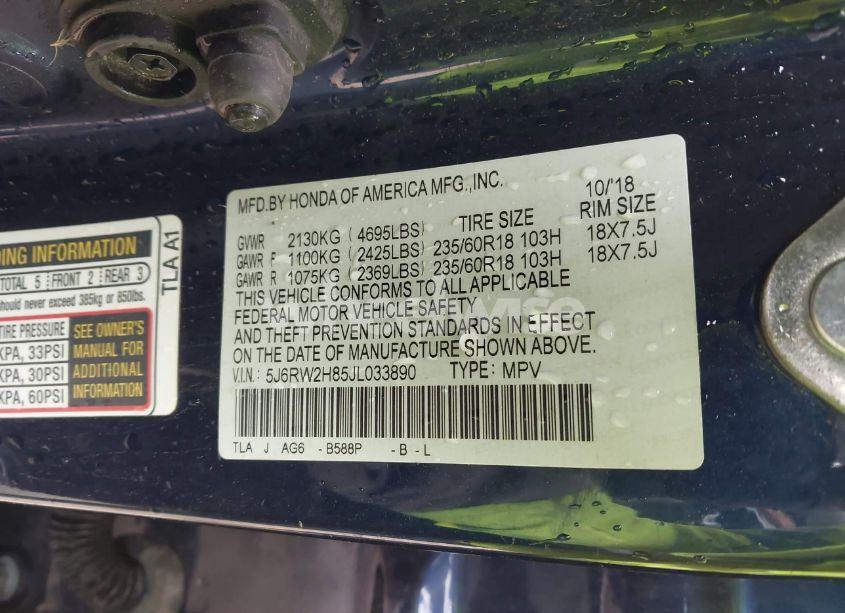 DING INFORMATION
TOTAL 5 FRONT 2 REAR 3
should never exceed 385kg or 850lbs.
TIRE PRESSURE SEE OWNER'S
KPA, 33PSI MANUAL FOR
KPA, 30PSI ADDITIONAL
KPA, 60PSI INFORMATION
TLA A1
MFD.BY HONDA OF AMERICA MFG.,INC. 10/'18
TIRE SIZE RIM SIZE
GVWR 2130KG (4695LBS)
GAWR F 1100KG (2425LBS) 235/60R18 103H 18X7.5J
GAWR R 1075KG (2369LBS) 235/60R18 103H 18X7.5J
THIS VEHICLE CONFORMS TO ALL APPLICABLE
FEDERAL MOTOR VEHICLE SAFETY
AND THEFT PREVENTION STANDARDS IN EFFECT
ON THE DATE OF MANUFACTURE SHOWN ABOVE.
V.I.N.: 5J6RW2H85JL033890 TYPE: MPV
TLA J AG6 -B588P -B -L